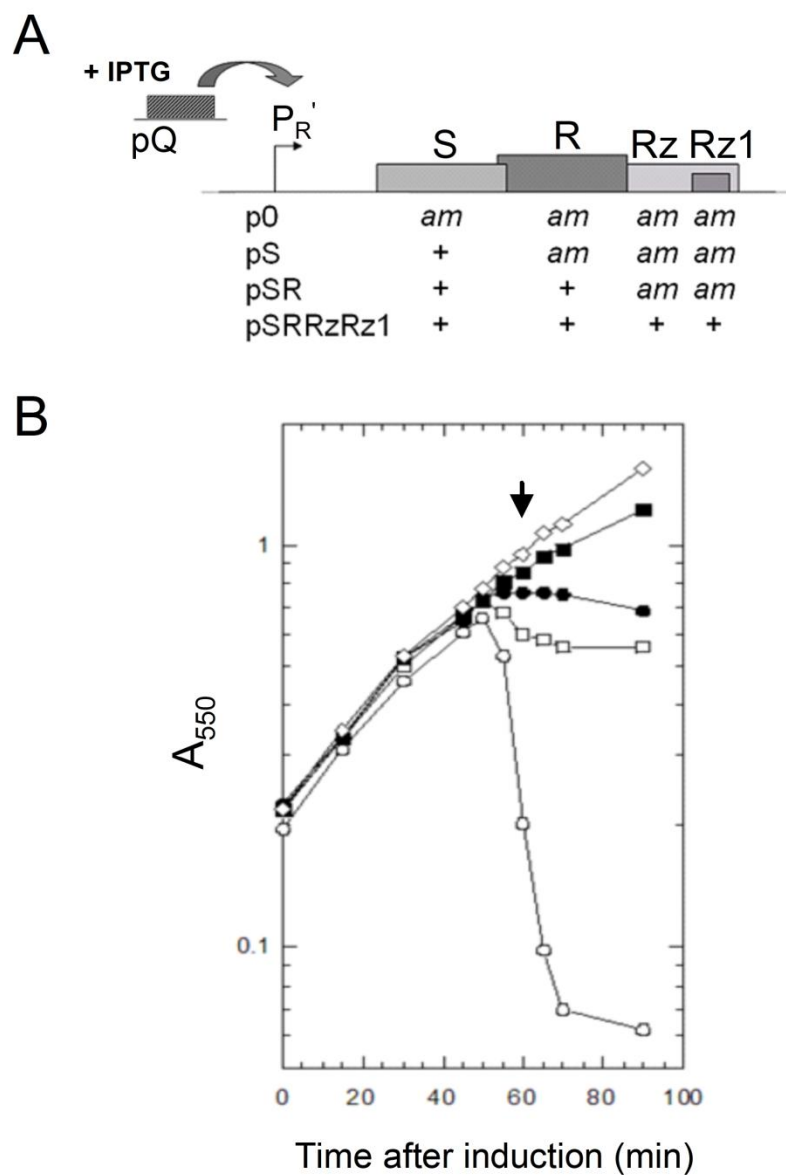 A
+ IPTG
pQ
PR'
S R Rz Rz1
p0 am am am am
pS + am am am
pSR + + am am
pSRRzRz1 + + + +
B
1
0.1
A550
0 20 40 60 80 100
Time after induction (min)